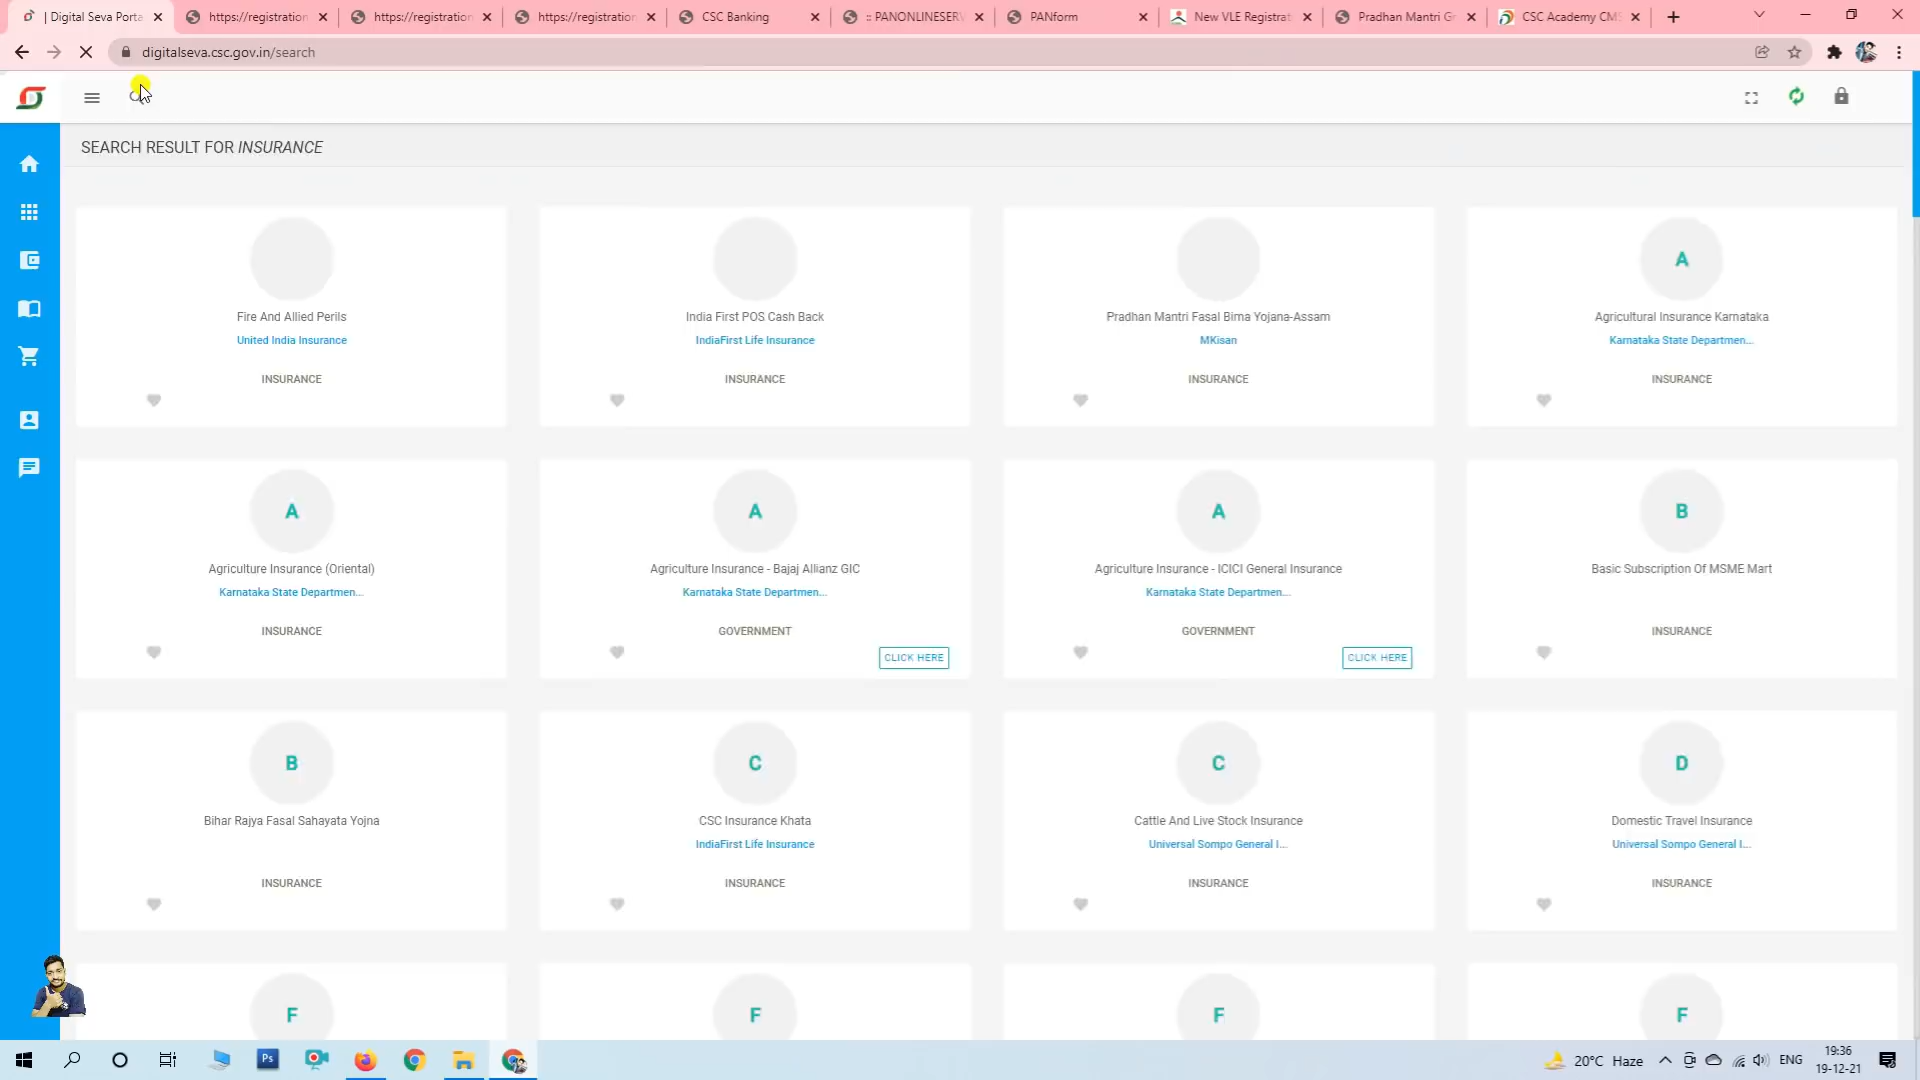 | Digital Seva Porta
https://registration
https://registration
https://registration
CSC Banking
:: PANONLINESER
PANform
New VLE Registra
Pradhan Mantri G
CSC Academy CM
digitalseva.csc.gov.in/search
SEARCH RESULT FOR INSURANCE
Fire And Allied Perils
United India Insurance
INSURANCE
India First POS Cash Back
IndiaFirst Life Insurance
INSURANCE
Pradhan Mantri Fasal Bima Yojana-Assam
MKisan
INSURANCE
A
Agricultural Insurance Karnataka
Karnataka State Departmen...
INSURANCE
A
Agriculture Insurance (Oriental)
Karnataka State Departmen...
INSURANCE
A
Agriculture Insurance - Bajaj Allianz GIC
Karnataka State Departmen...
GOVERNMENT
CLICK HERE
A
Agriculture Insurance - ICICI General Insurance
Karnataka State Departmen...
GOVERNMENT
CLICK HERE
B
Basic Subscription Of MSME Mart
INSURANCE
B
Bihar Rajya Fasal Sahayata Yojna
INSURANCE
C
CSC Insurance Khata
IndiaFirst Life Insurance
INSURANCE
C
Cattle And Live Stock Insurance
Universal Sompo General I...
INSURANCE
D
Domestic Travel Insurance
Universal Sompo General I...
INSURANCE
F
F
F
F
Ps
20°C Haze
ENG
19:36
19-12-21